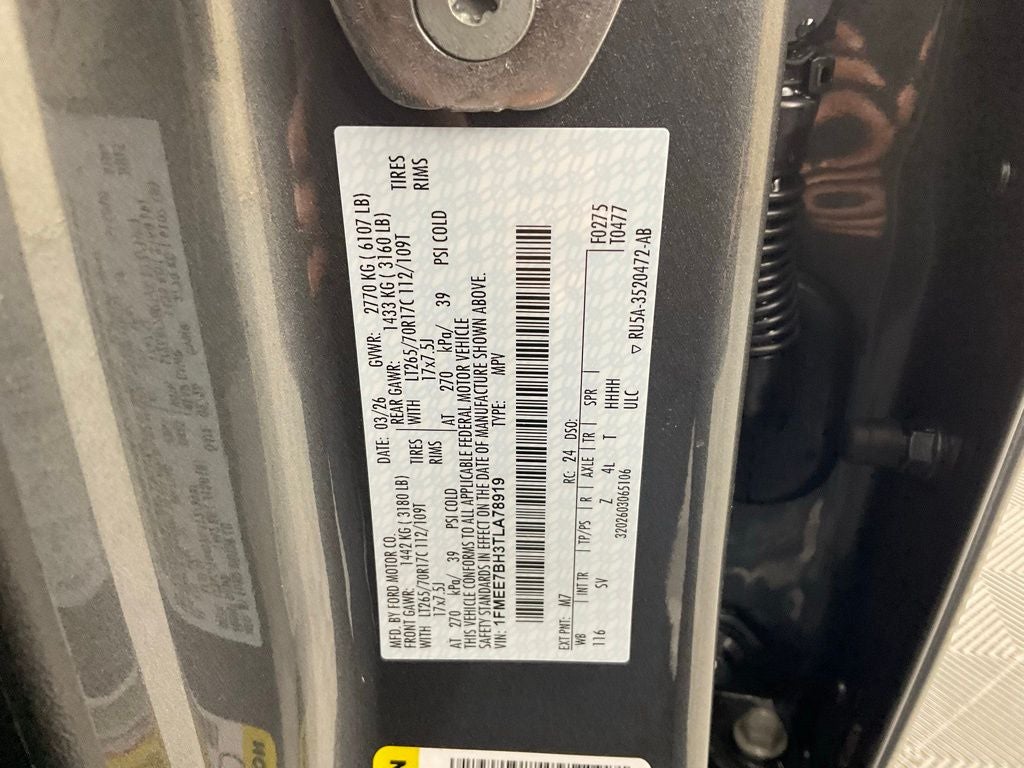 MFD. BY FORD MOTOR CO.
DATE: 03/26 GVWR: 2770 KG ( 6107 LB)
FRONT GAWR: 1442 KG ( 3180 LB) REAR GAWR: 1433 KG ( 3160 LB)
WITH LT265/70R17C 112/109T TIRES WITH LT265/70R17C 112/109T TIRES
17x7.5J RIMS 17x7.5J RIMS
AT 270 kPa/ 39 PSI COLD AT 270 kPa/ 39 PSI COLD
THIS VEHICLE CONFORMS TO ALL APPLICABLE FEDERAL MOTOR VEHICLE
SAFETY STANDARDS IN EFFECT ON THE DATE OF MANUFACTURE SHOWN ABOVE.
VIN: 1FMEE7BH3TLA78919 TYPE: MPV
EXT PNT: M7 RC: 24 DSO: F0275
WB INT TR TP/PS R AXLE TR SPR T0477
116 SV Z 4L T HHHH
3202603065106 ULC
▽ RU5A-3520472-AB